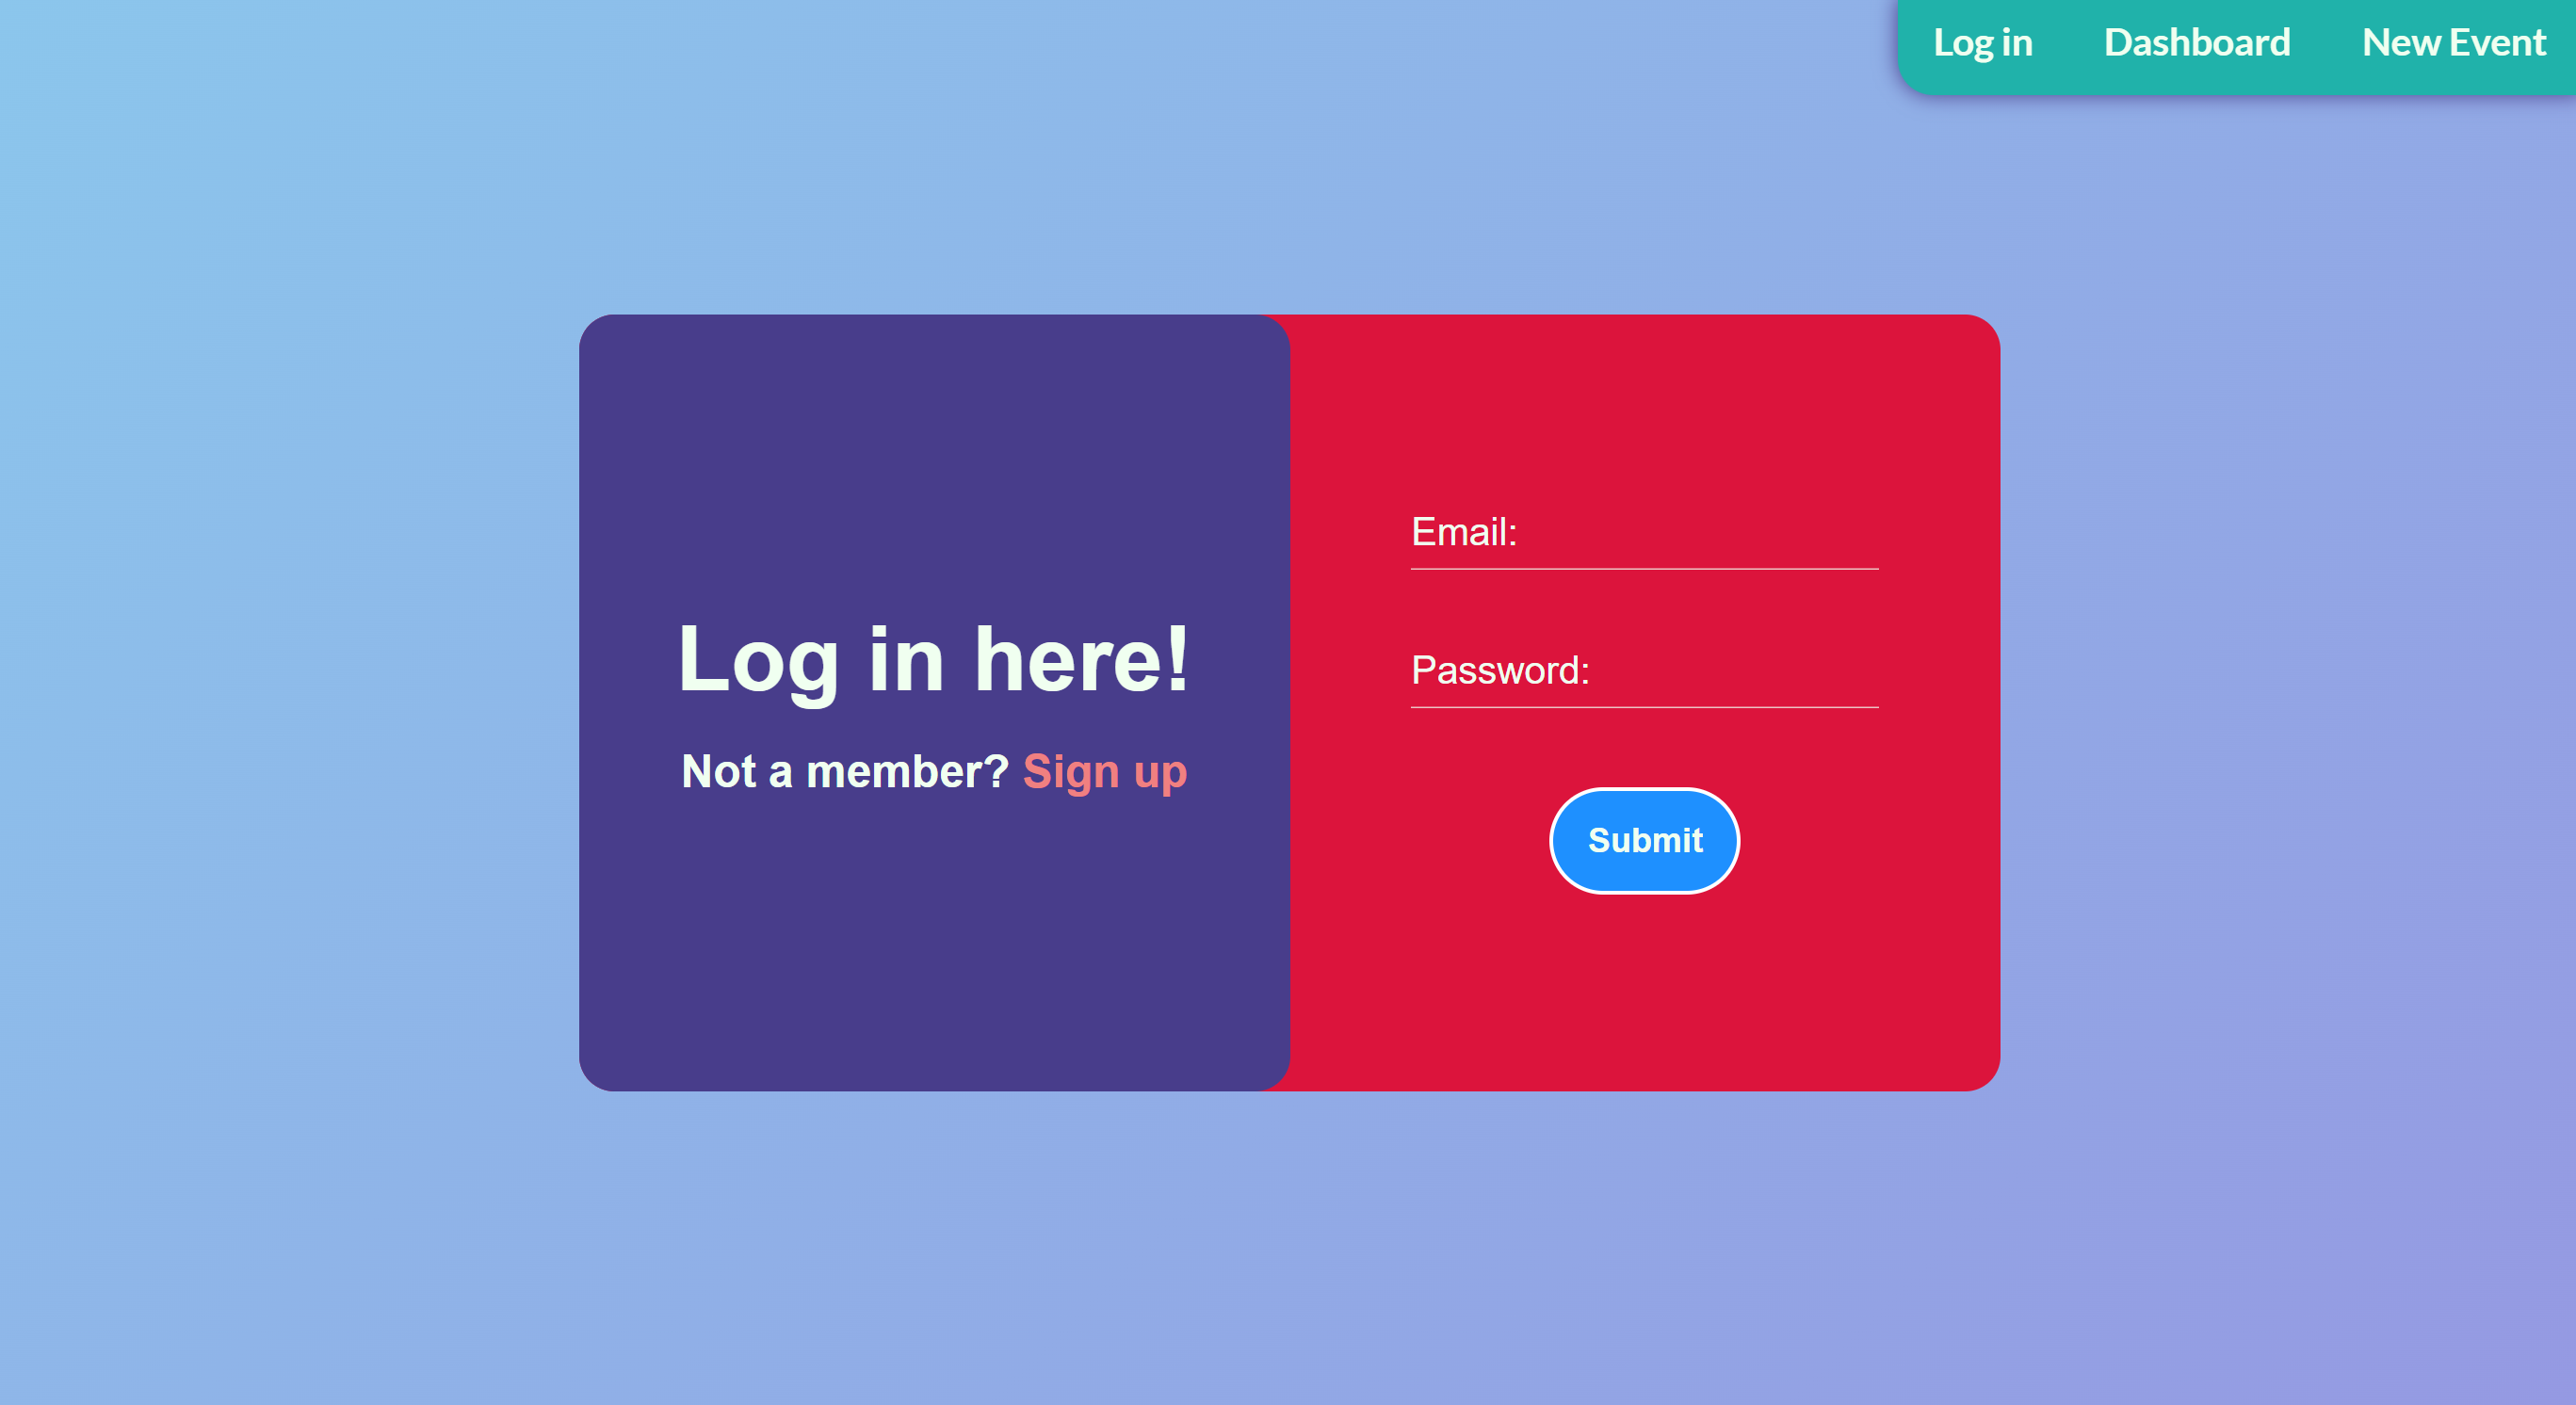 Log in Dashboard New Event
Log in here!
Not a member? Sign up
Email:
Password:
Submit